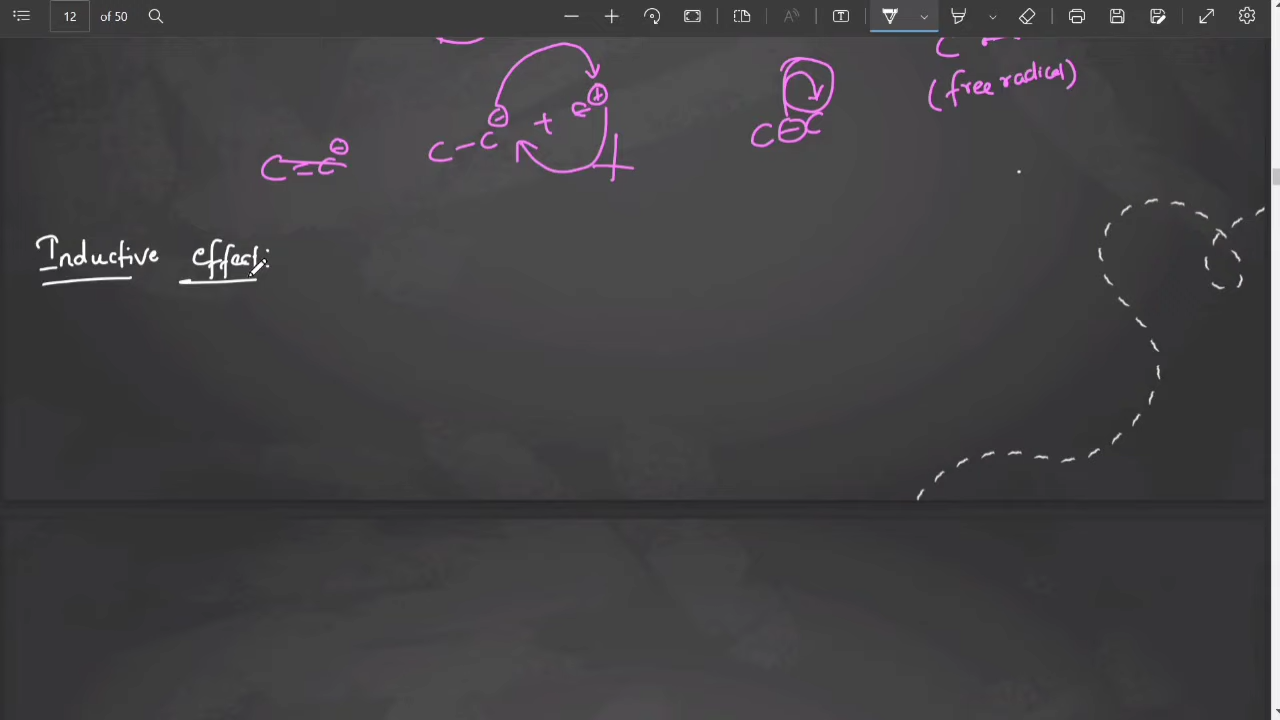 12 of 50
(free radical)
C – C ⊖ + C ⊕
C = C ⊖
Inductive effect: